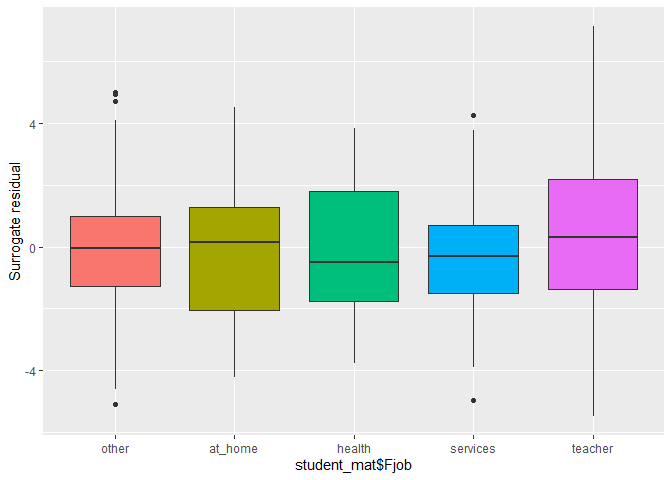 Surrogate residual
4
0
-4
other at_home health services teacher
student_mat$Fjob